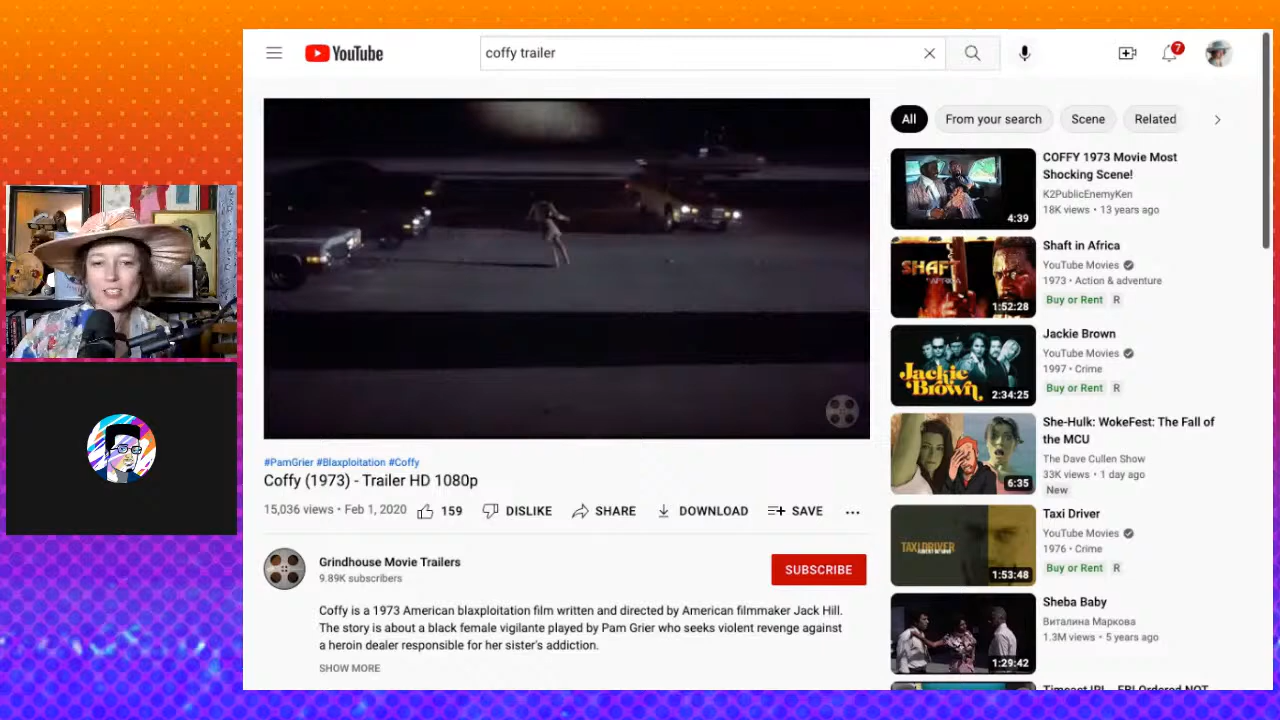 YouTube
coffy trailer
7
All
From your search
Scene
Related
COFFY 1973 Movie Most
Shocking Scene!
K2PublicEnemyKen
18K views • 13 years ago
4:39
Shaft in Africa
YouTube Movies
1973 • Action & adventure
Buy or Rent R
SHAFT
1:52:28
Jackie Brown
YouTube Movies
1997 • Crime
Buy or Rent R
Jackie
Brown
2:34:25
She-Hulk: WokeFest: The Fall of
the MCU
The Dave Cullen Show
33K views • 1 day ago
New
6:35
Taxi Driver
YouTube Movies
1976 • Crime
Buy or Rent R
TAXI DRIVER
1:53:48
Sheba Baby
Виталина Маркова
1.3M views • 5 years ago
1:29:42
#PamGrier #Blaxploitation #Coffy
Coffy (1973) - Trailer HD 1080p
15,036 views • Feb 1, 2020
159
DISLIKE
SHARE
DOWNLOAD
SAVE
Grindhouse Movie Trailers
9.89K subscribers
SUBSCRIBE
Coffy is a 1973 American blaxploitation film written and directed by American filmmaker Jack Hill.
The story is about a black female vigilante played by Pam Grier who seeks violent revenge against
a heroin dealer responsible for her sister's addiction.
SHOW MORE